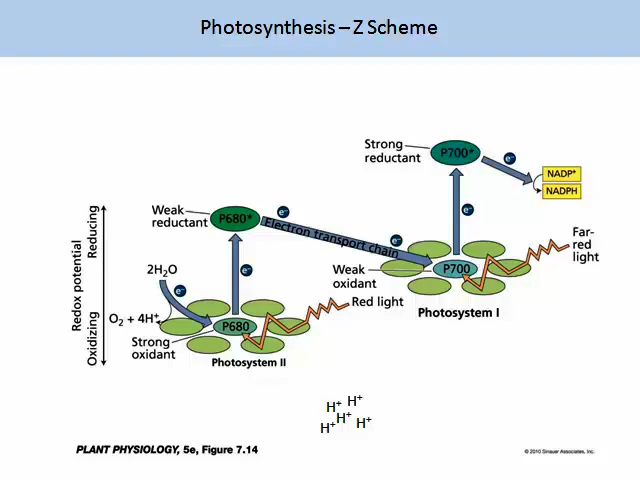 Photosynthesis – Z Scheme
Strong
reductant
P700*
e⁻
NADP⁺
NADPH
Weak
reductant
P680*
e⁻
Electron transport chain
e⁻
e⁻
Far-
red
light
Redox potential
Oxidizing
Reducing
2H₂O
e⁻
e⁻
Weak
oxidant
P700
Red light
O₂ + 4H⁺
P680
Strong
oxidant
Photosystem I
Photosystem II
H⁺ H⁺
H⁺
H⁺ H⁺
PLANT PHYSIOLOGY, 5e, Figure 7.14
© 2010 Sinauer Associates, Inc.